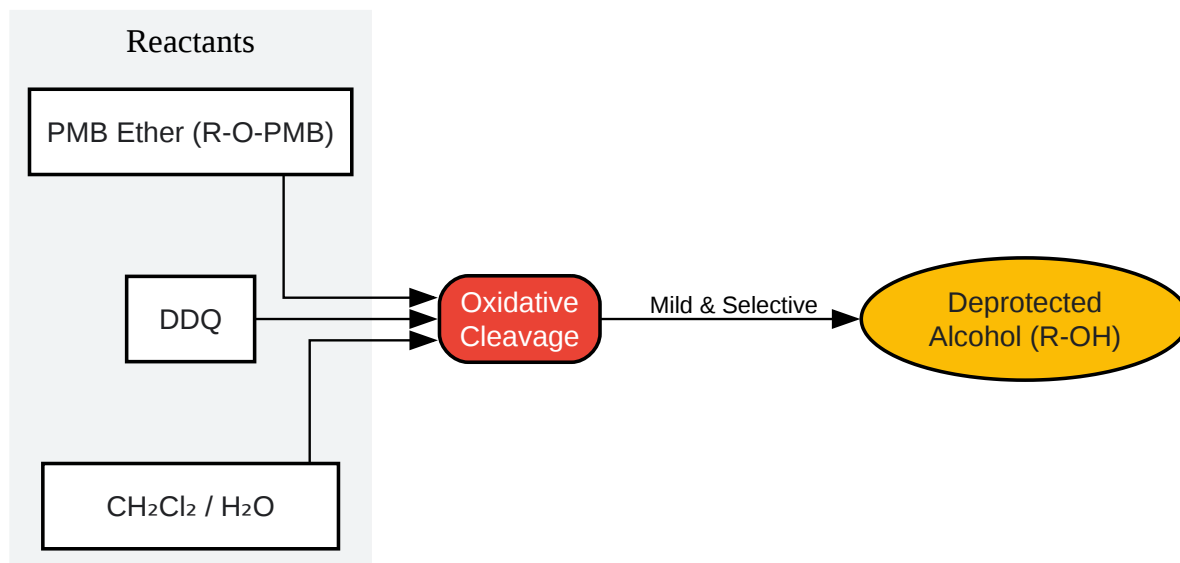 Reactants
PMB Ether (R-O-PMB)
DDQ
CH₂Cl₂ / H₂O
Oxidative
Cleavage
Mild & Selective
Deprotected
Alcohol (R-OH)